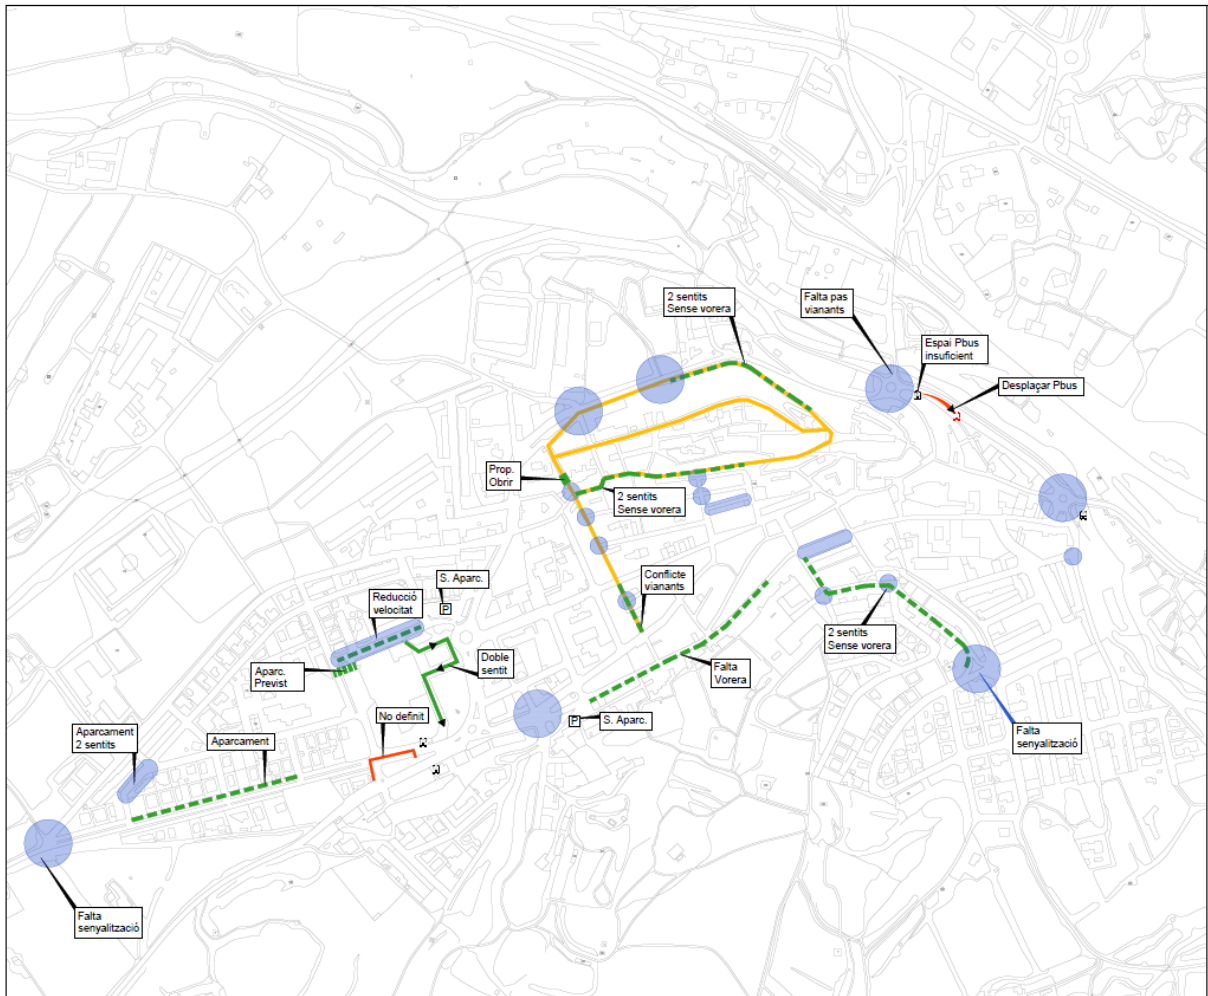 2 sentits
Sense vorera
Falta pas
vianants
Espai Pbus
insuficient
Desplaçar Pbus
Prop.
Obrir
2 sentits
Sense vorera
S. Aparc.
P
Conflicte
vianants
Reducció
velocitat
2 sentits
Sense vorera
Aparc.
Previst
Doble
sentit
Falta
Vorera
No definit
P
S. Aparc.
Aparcament
2 sentits
Aparcament
Falta
senyalització
Falta
senyalització